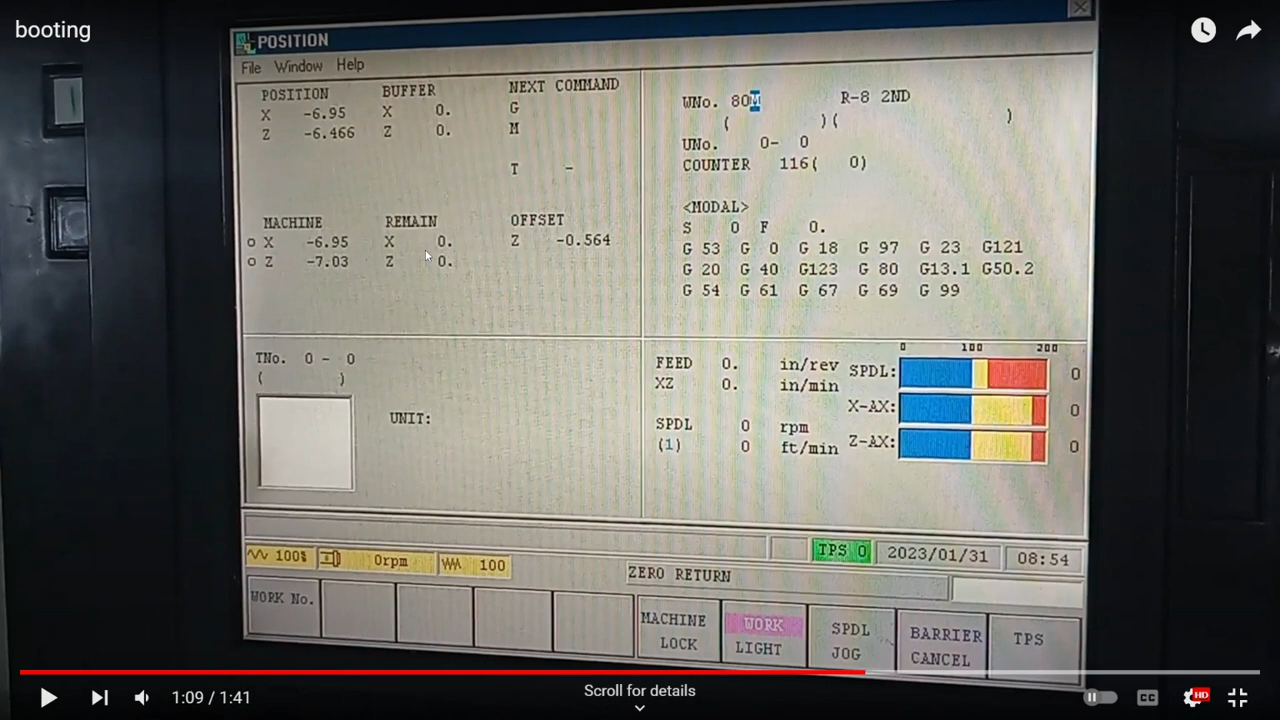 booting
POSITION
File Window Help
POSITION BUFFER NEXT COMMAND
X -6.95 X 0. G
Z -6.466 Z 0. M
T -
MACHINE REMAIN OFFSET
X -6.95 X 0. Z -0.564
Z -7.03 Z 0.
WNo. 80M R-8 2ND
( )( )
UNo. 0- 0
COUNTER 116( 0)
<MODAL>
S 0 F 0.
G 53 G 0 G 18 G 97 G 23 G121
G 20 G 40 G123 G 80 G13.1 G50.2
G 54 G 61 G 67 G 69 G 99
TNo. 0 - 0
( )
UNIT:
0 100 200
FEED 0. in/rev SPDL: 0
XZ 0. in/min
X-AX: 0
SPDL 0 rpm
(1) 0 ft/min Z-AX: 0
TPS 0 2023/01/31 08:54
100% 0rpm 100
ZERO RETURN
WORK No.
MACHINE LOCK
WORK LIGHT
SPDL JOG
BARRIER CANCEL
TPS
1:09 / 1:41
Scroll for details
CC
HD